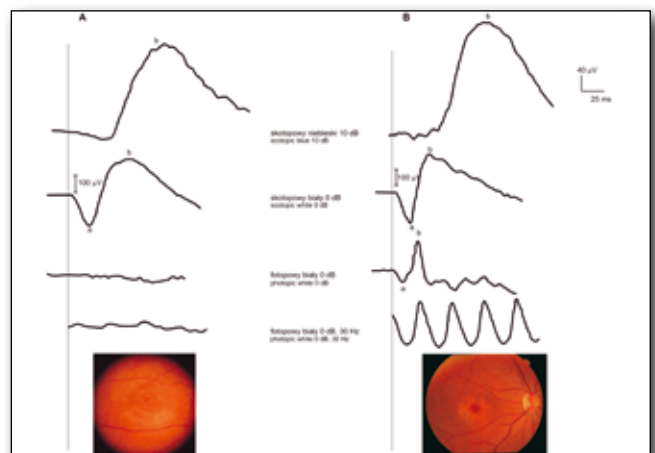 A
B
b
b
40 µV
25 ms
skotopowy niebieski 10 dB
scotopic blue 10 dB
b
b
100 µV
100 µV
skotopowy biały 0 dB
scotopic white 0 dB
a
a
b
fotopowy biały 0 dB
photopic white 0 dB
a
fotopowy biały 0 dB, 30 Hz
photopic white 0 dB, 30 Hz